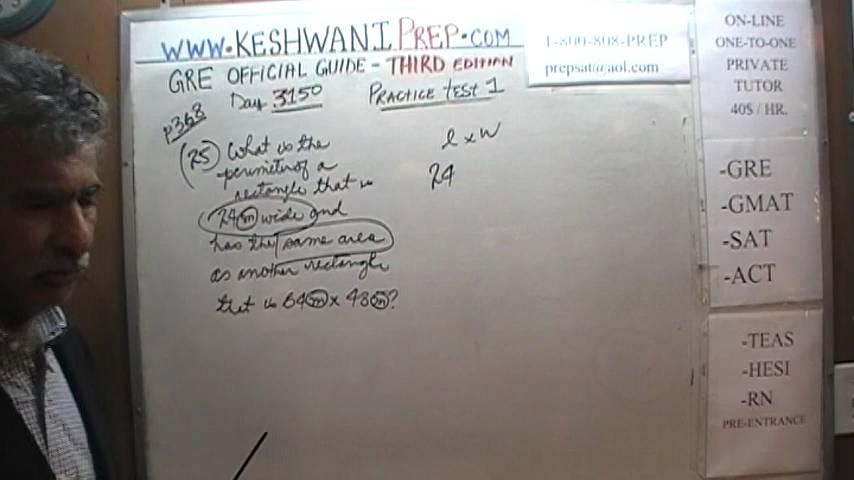 WWW.KESHWANIPREP.COM
1-800-808-PREP
prepsat@aol.com
GRE OFFICIAL GUIDE - THIRD EDITION
Day 3150 PRACTICE TEST 1
p368
(25) What is the
perimeter of a
rectangle that is
24 m wide and
has the same area
as another rectangle
that is 64 m x 48 m?
l x W
24
ON-LINE
ONE-TO-ONE
PRIVATE
TUTOR
40$ / HR.
-GRE
-GMAT
-SAT
-ACT
-TEAS
-HESI
-RN
PRE-ENTRANCE